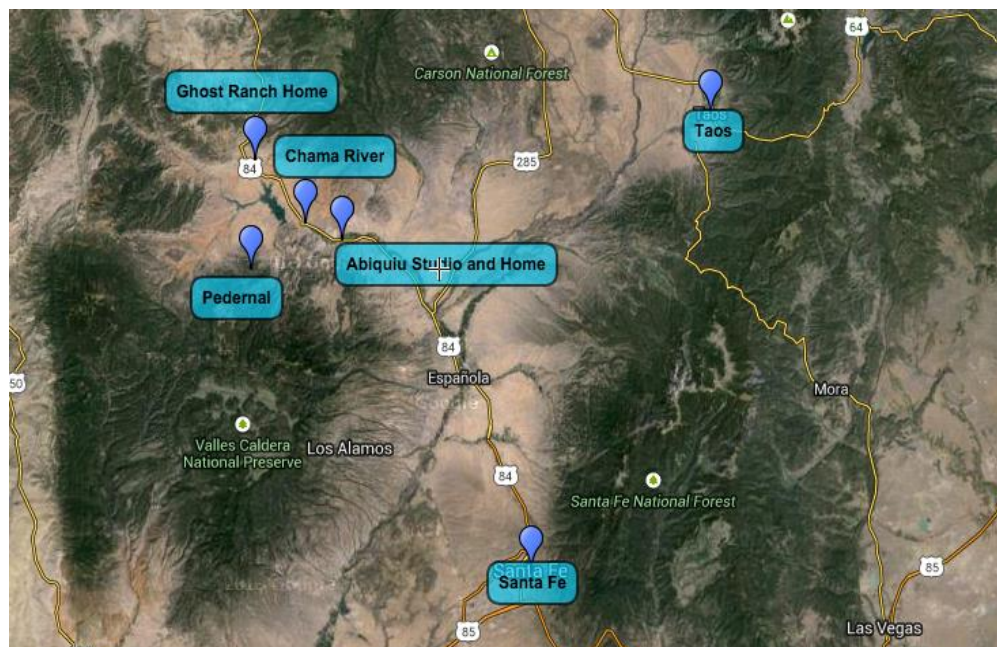 64
Carson National Forest
Ghost Ranch Home
Taos
Taos
Chama River
285
84
Abiquiu Studio and Home
Pedernal
84
Española
Google
50
Mora
Valles Caldera
National Preserve
Los Alamos
84
Santa Fe National Forest
Santa Fe
Santa Fe
85
85
Las Vegas